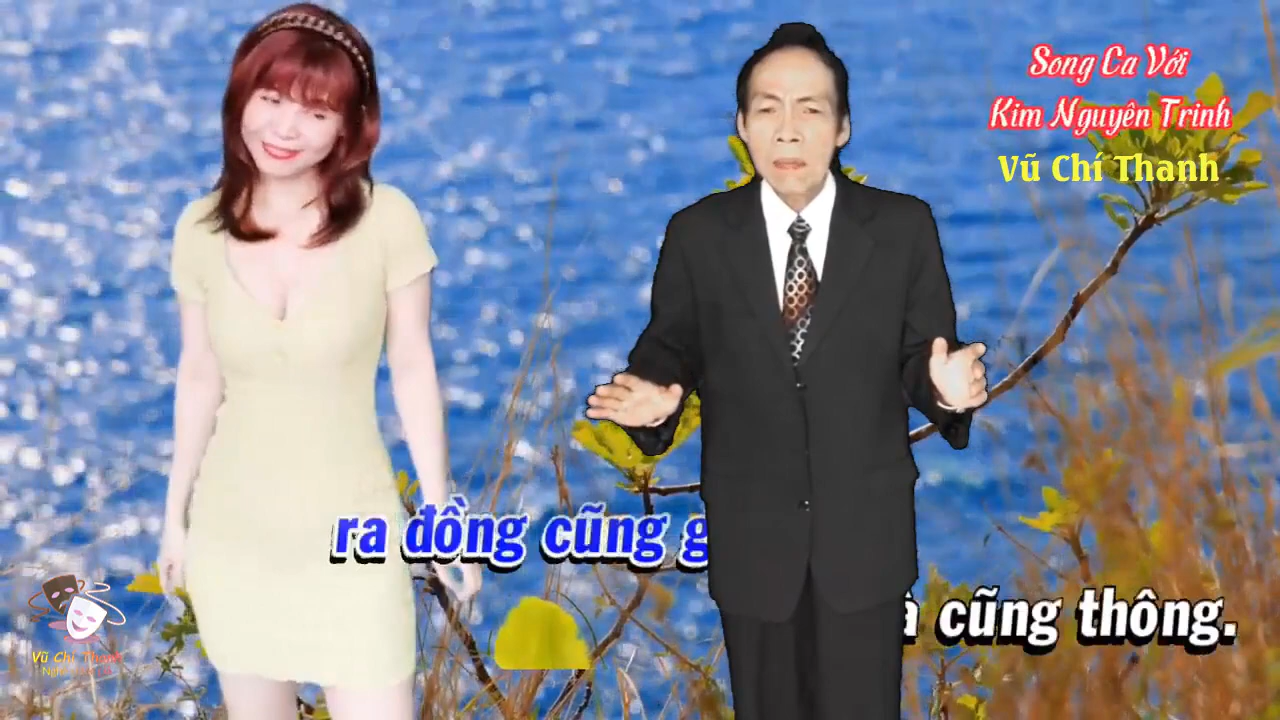 Song Ca Với
Kim Nguyên Trinh
Vũ Chí Thanh
ra đồng cũng
cũng thông.
Vũ Chí Thanh